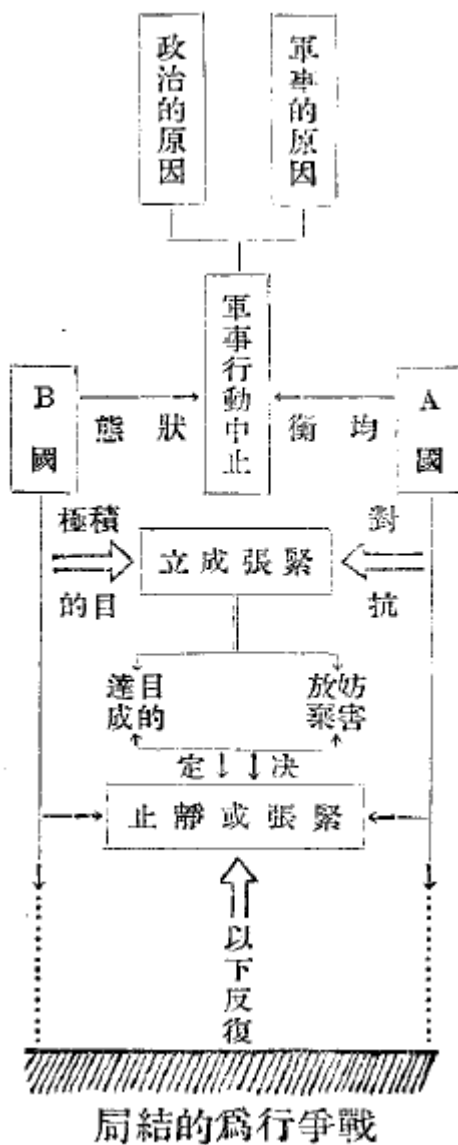 軍事的原因
政治的原因
軍事行動中止
A國
B國
均衡
狀態
對抗
積極
目的
緊張成立
妨害
放棄
目的
達成
决定
緊張或靜止
以下反復
戰爭行爲的結局